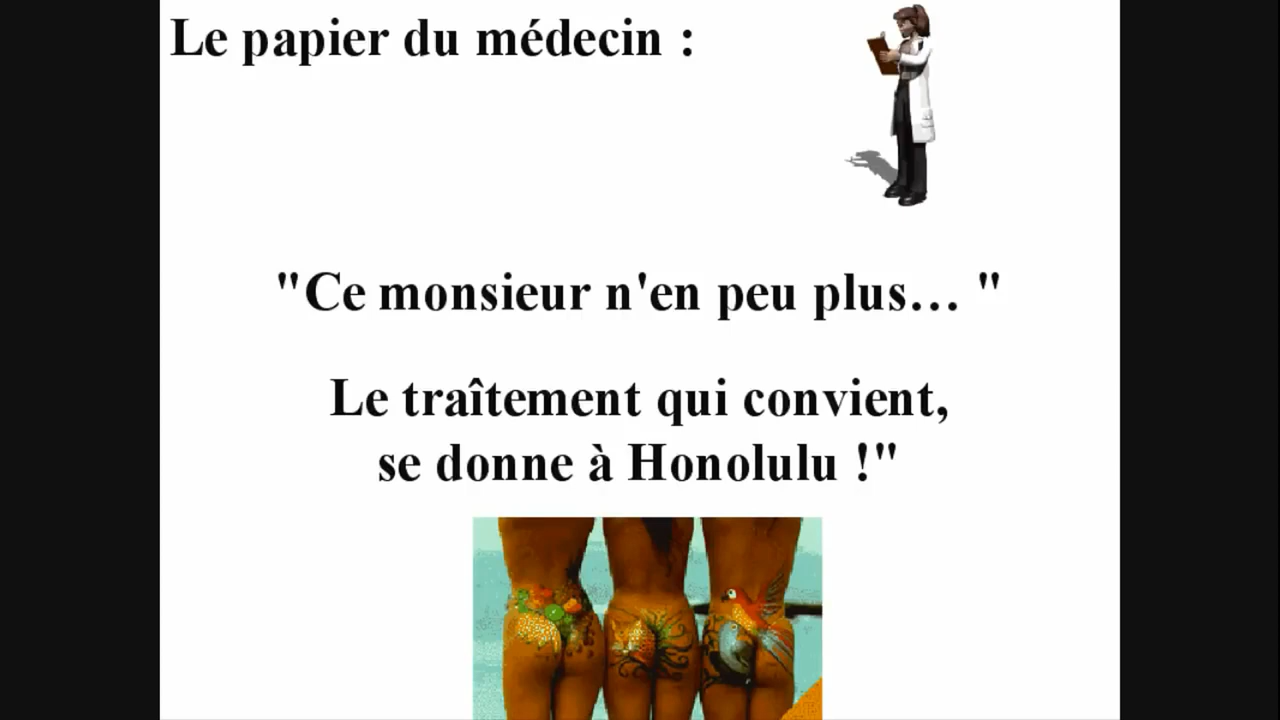 Le papier du médecin :
"Ce monsieur n'en peu plus… "
Le traîtement qui convient,
se donne à Honolulu !"